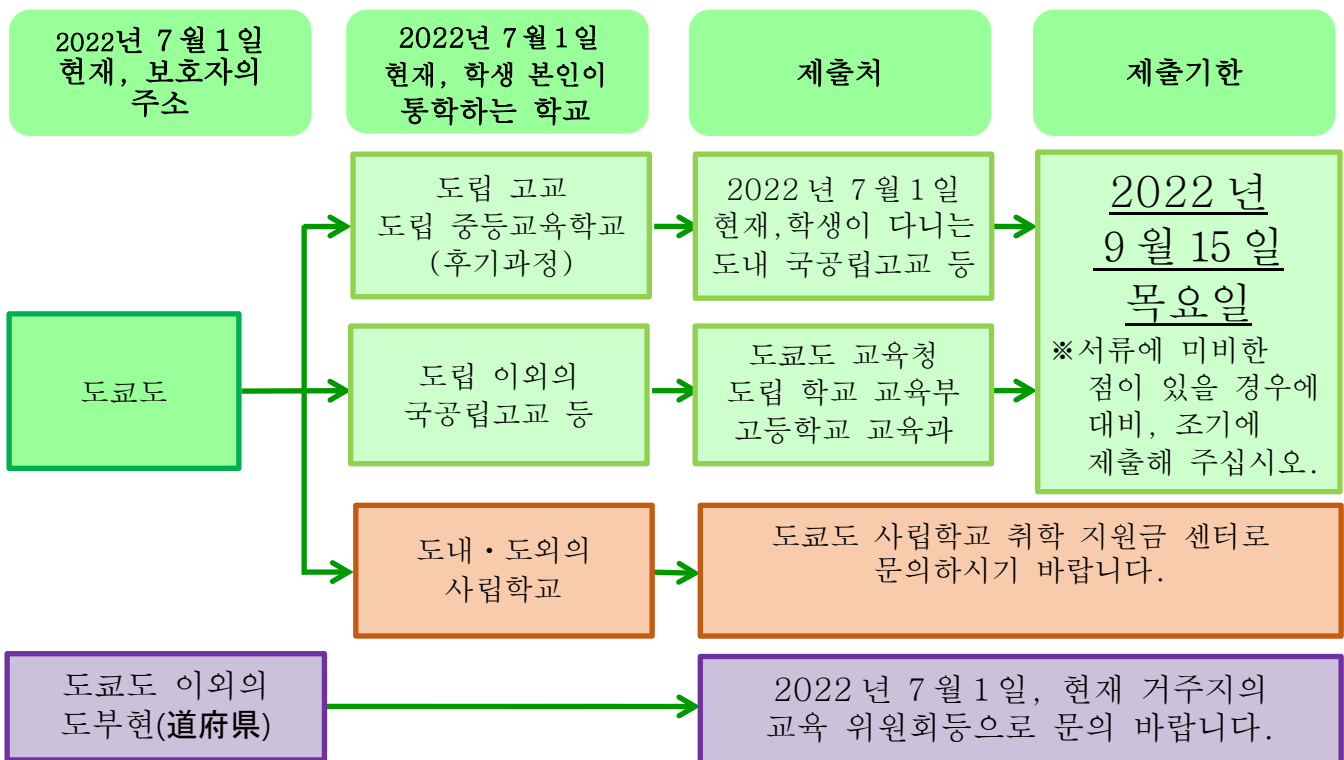 2022년 7월1일
현재, 보호자의
주소
2022년 7월1일
현재, 학생 본인이
통학하는 학교
제출처
제출기한
도쿄도
도립 고교
도립 중등교육학교
(후기과정)
2022년 7월1일
현재,학생이 다니는
도내 국공립고교 등
2022년
9월 15일
목요일
※서류에 미비한
점이 있을 경우에
대비, 조기에
제출해 주십시오.
도립 이외의
국공립고교 등
도쿄도 교육청
도립 학교 교육부
고등학교 교육과
도내・도외의
사립학교
도쿄도 사립학교 취학 지원금 센터로
문의하시기 바랍니다.
도쿄도 이외의
도부현(道府県)
2022년 7월1일, 현재 거주지의
교육 위원회등으로 문의 바랍니다.